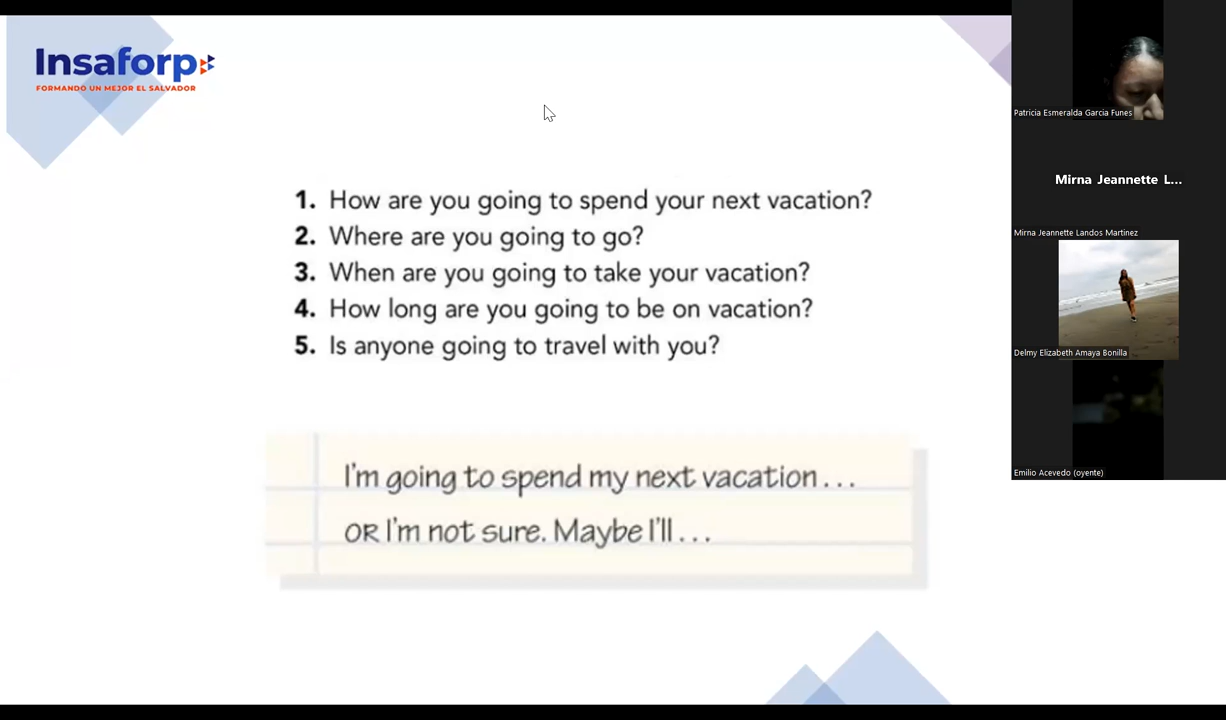 Insaforp
FORMANDO UN MEJOR EL SALVADOR
1. How are you going to spend your next vacation?
2. Where are you going to go?
3. When are you going to take your vacation?
4. How long are you going to be on vacation?
5. Is anyone going to travel with you?
I'm going to spend my next vacation...
OR I'm not sure. Maybe I'll...
Patricia Esmeralda Garcia Funes
Mirna Jeannette L...
Mirna Jeannette Landos Martinez
Delmy Elizabeth Amaya Bonilla
Emilio Acevedo (oyente)